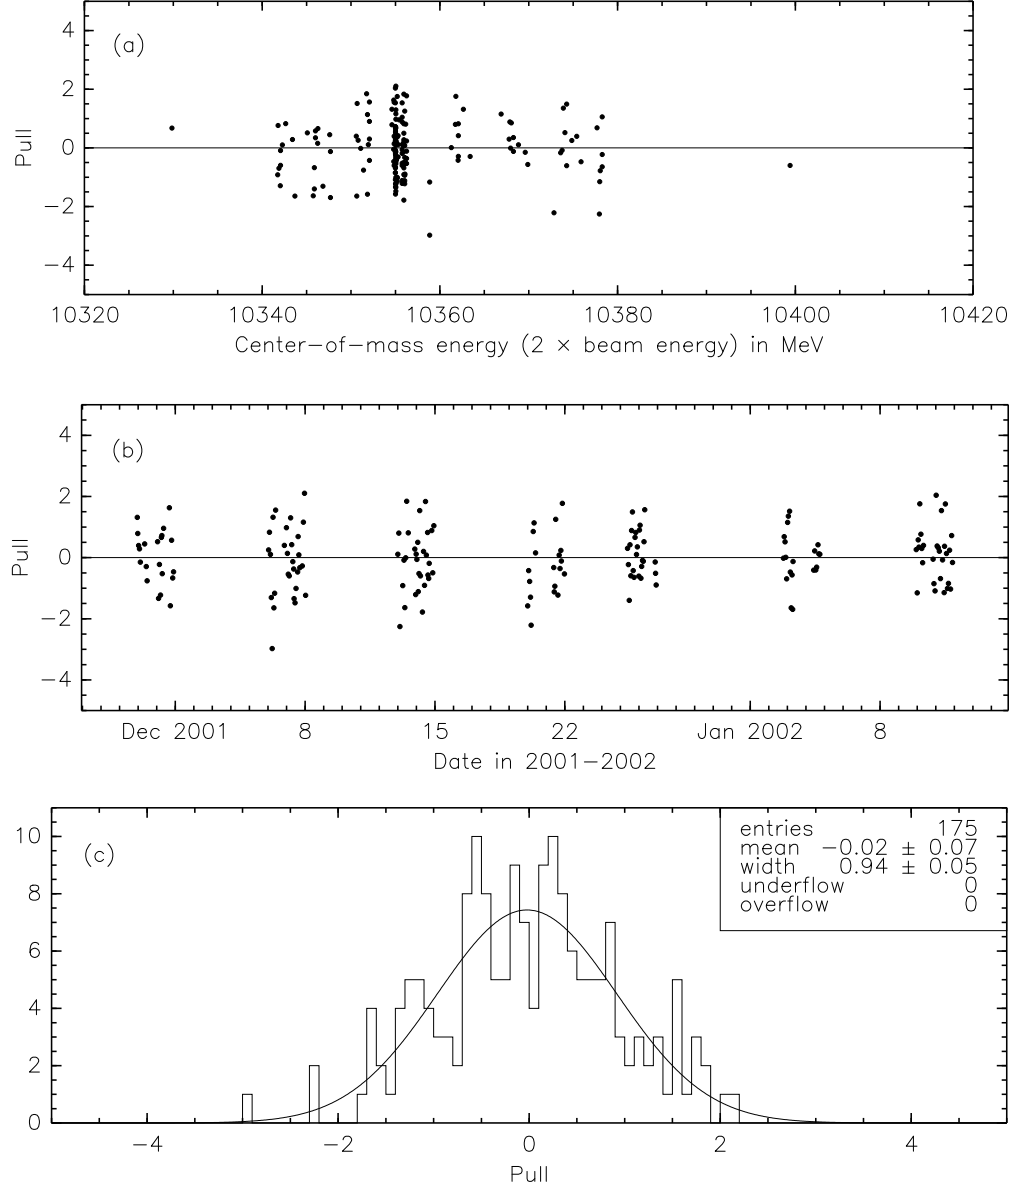 4
(a)
2
Pull
0
−2
−4
10320 10340 10360 10380 10400 10420
Center−of−mass energy (2 × beam energy) in MeV
4
(b)
2
Pull
0
−2
−4
Dec 2001 8 15 22 Jan 2002 8
Date in 2001−2002
10
(c)
entries 175
mean −0.02 ± 0.07
width 0.94 ± 0.05
underflow 0
overflow 0
8
6
4
2
0
−4 −2 0 2 4
Pull